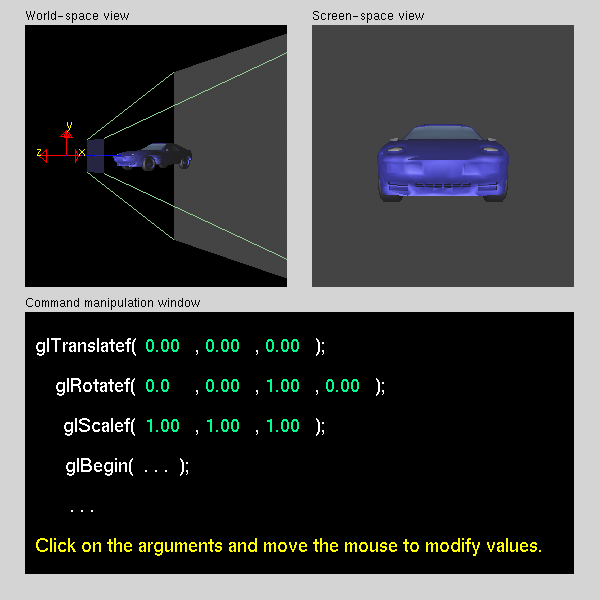 World-space view
Screen-space view
y
z
x
Command manipulation window
glTranslatef( 0.00 , 0.00 , 0.00 );
glRotatef( 0.0 , 0.00 , 1.00 , 0.00 );
glScalef( 1.00 , 1.00 , 1.00 );
glBegin( . . . );
. . .
Click on the arguments and move the mouse to modify values.